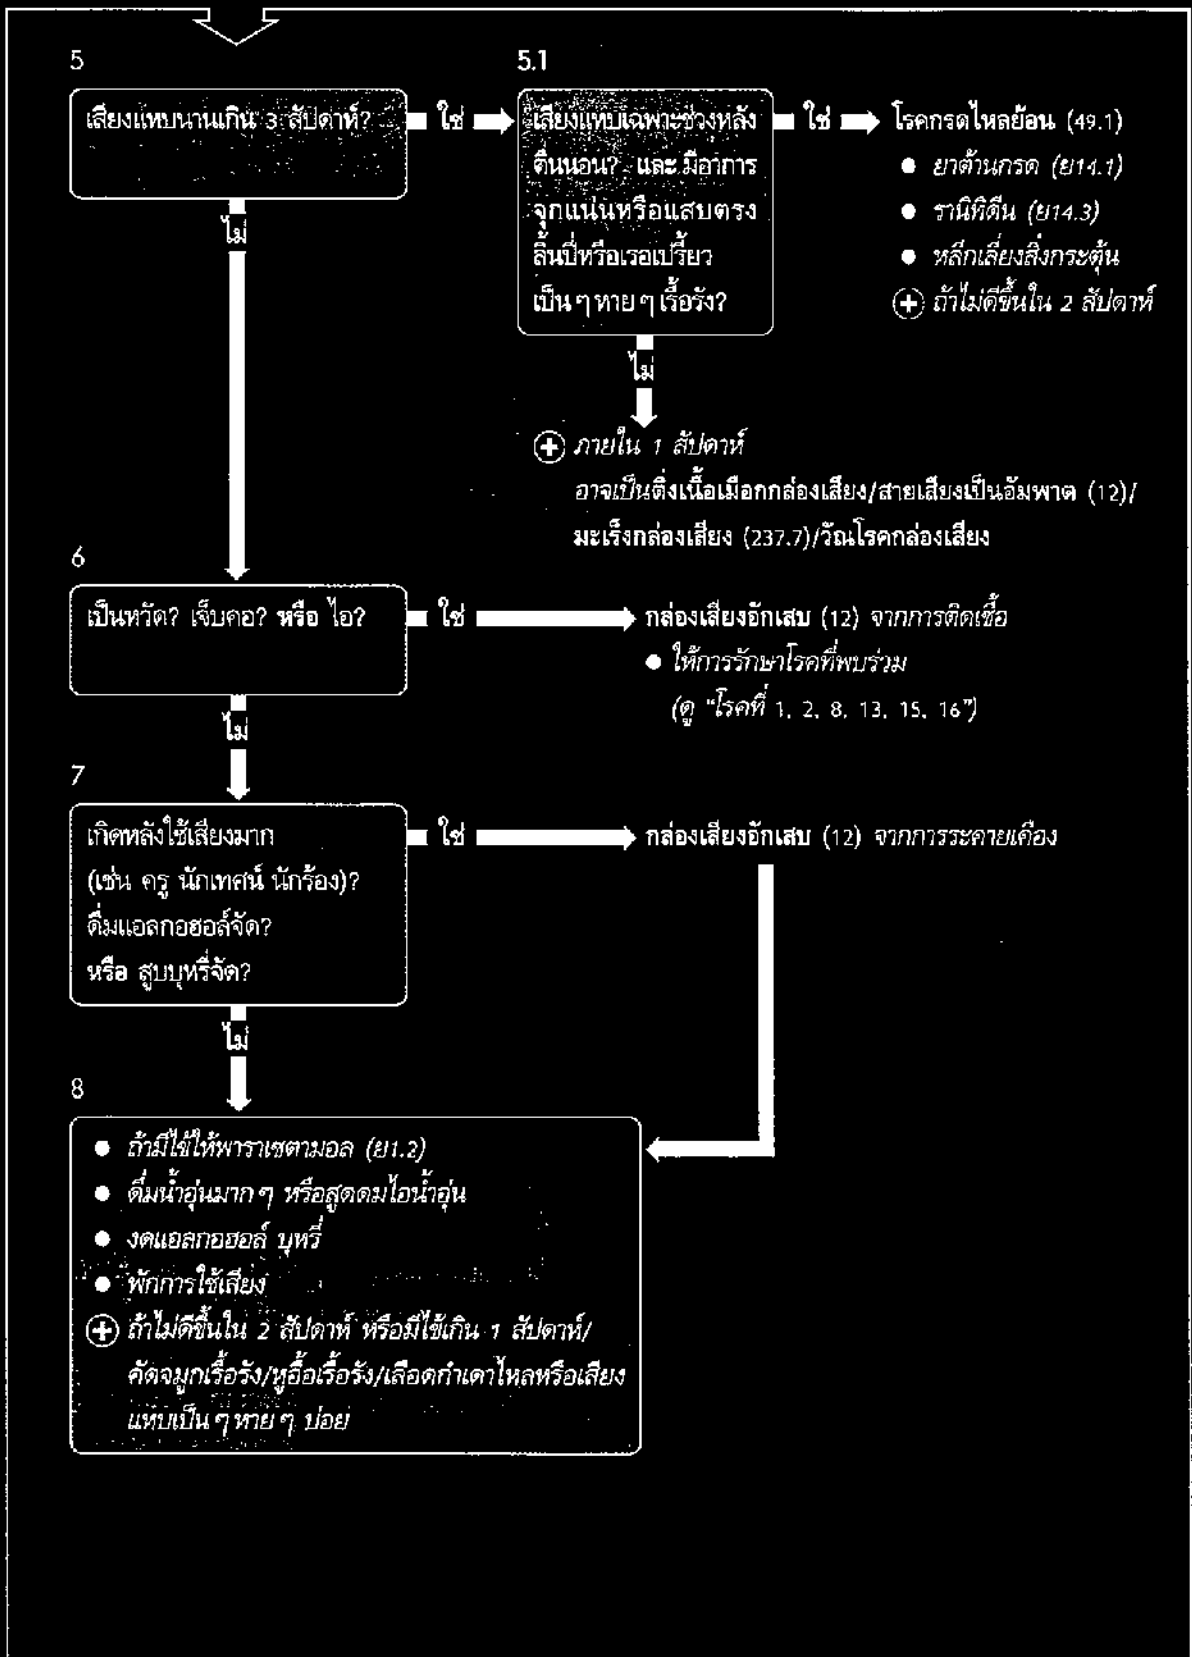 5
เสียงแหบนานเกิน 3 สัปดาห์?
ใช่
5.1
เสียงแหบเฉพาะช่วงหลัง
ตื่นนอน? และ มีอาการ
จุกแน่นหรือแสบตรง
ลิ้นปี่หรือเรอเปรี้ยว
เป็น ๆ หาย ๆ เรื้อรัง?
ใช่
โรคกรดไหลย้อน (49.1)
● ยาต้านกรด (ย14.1)
● รานิทิดีน (ย14.3)
● หลีกเลี่ยงสิ่งกระตุ้น
⊕ ถ้าไม่ดีขึ้นใน 2 สัปดาห์
ไม่
ไม่
⊕ ภายใน 1 สัปดาห์
อาจเป็นติ่งเนื้อเมือกกล่องเสียง/สายเสียงเป็นอัมพาต (12)/
มะเร็งกล่องเสียง (237.7)/วัณโรคกล่องเสียง
6
เป็นหวัด? เจ็บคอ? หรือ ไอ?
ใช่
กล่องเสียงอักเสบ (12) จากการติดเชื้อ
● ให้การรักษาโรคที่พบร่วม
(ดู "โรคที่ 1, 2, 8, 13, 15, 16")
ไม่
7
เกิดหลังใช้เสียงมาก
(เช่น ครู นักเทศน์ นักร้อง)?
ดื่มแอลกอฮอล์จัด?
หรือ สูบบุหรี่จัด?
ใช่
กล่องเสียงอักเสบ (12) จากการระคายเคือง
ไม่
8
● ถ้ามีไข้ให้พาราเซตามอล (ย1.2)
● ดื่มน้ำอุ่นมาก ๆ หรือสูดดมไอน้ำอุ่น
● งดแอลกอฮอล์ บุหรี่
● พักการใช้เสียง
⊕ ถ้าไม่ดีขึ้นใน 2 สัปดาห์ หรือมีไข้เกิน 1 สัปดาห์/
คัดจมูกเรื้อรัง/หูอื้อเรื้อรัง/เลือดกำเดาไหลหรือเสียง
แหบเป็น ๆ หาย ๆ บ่อย